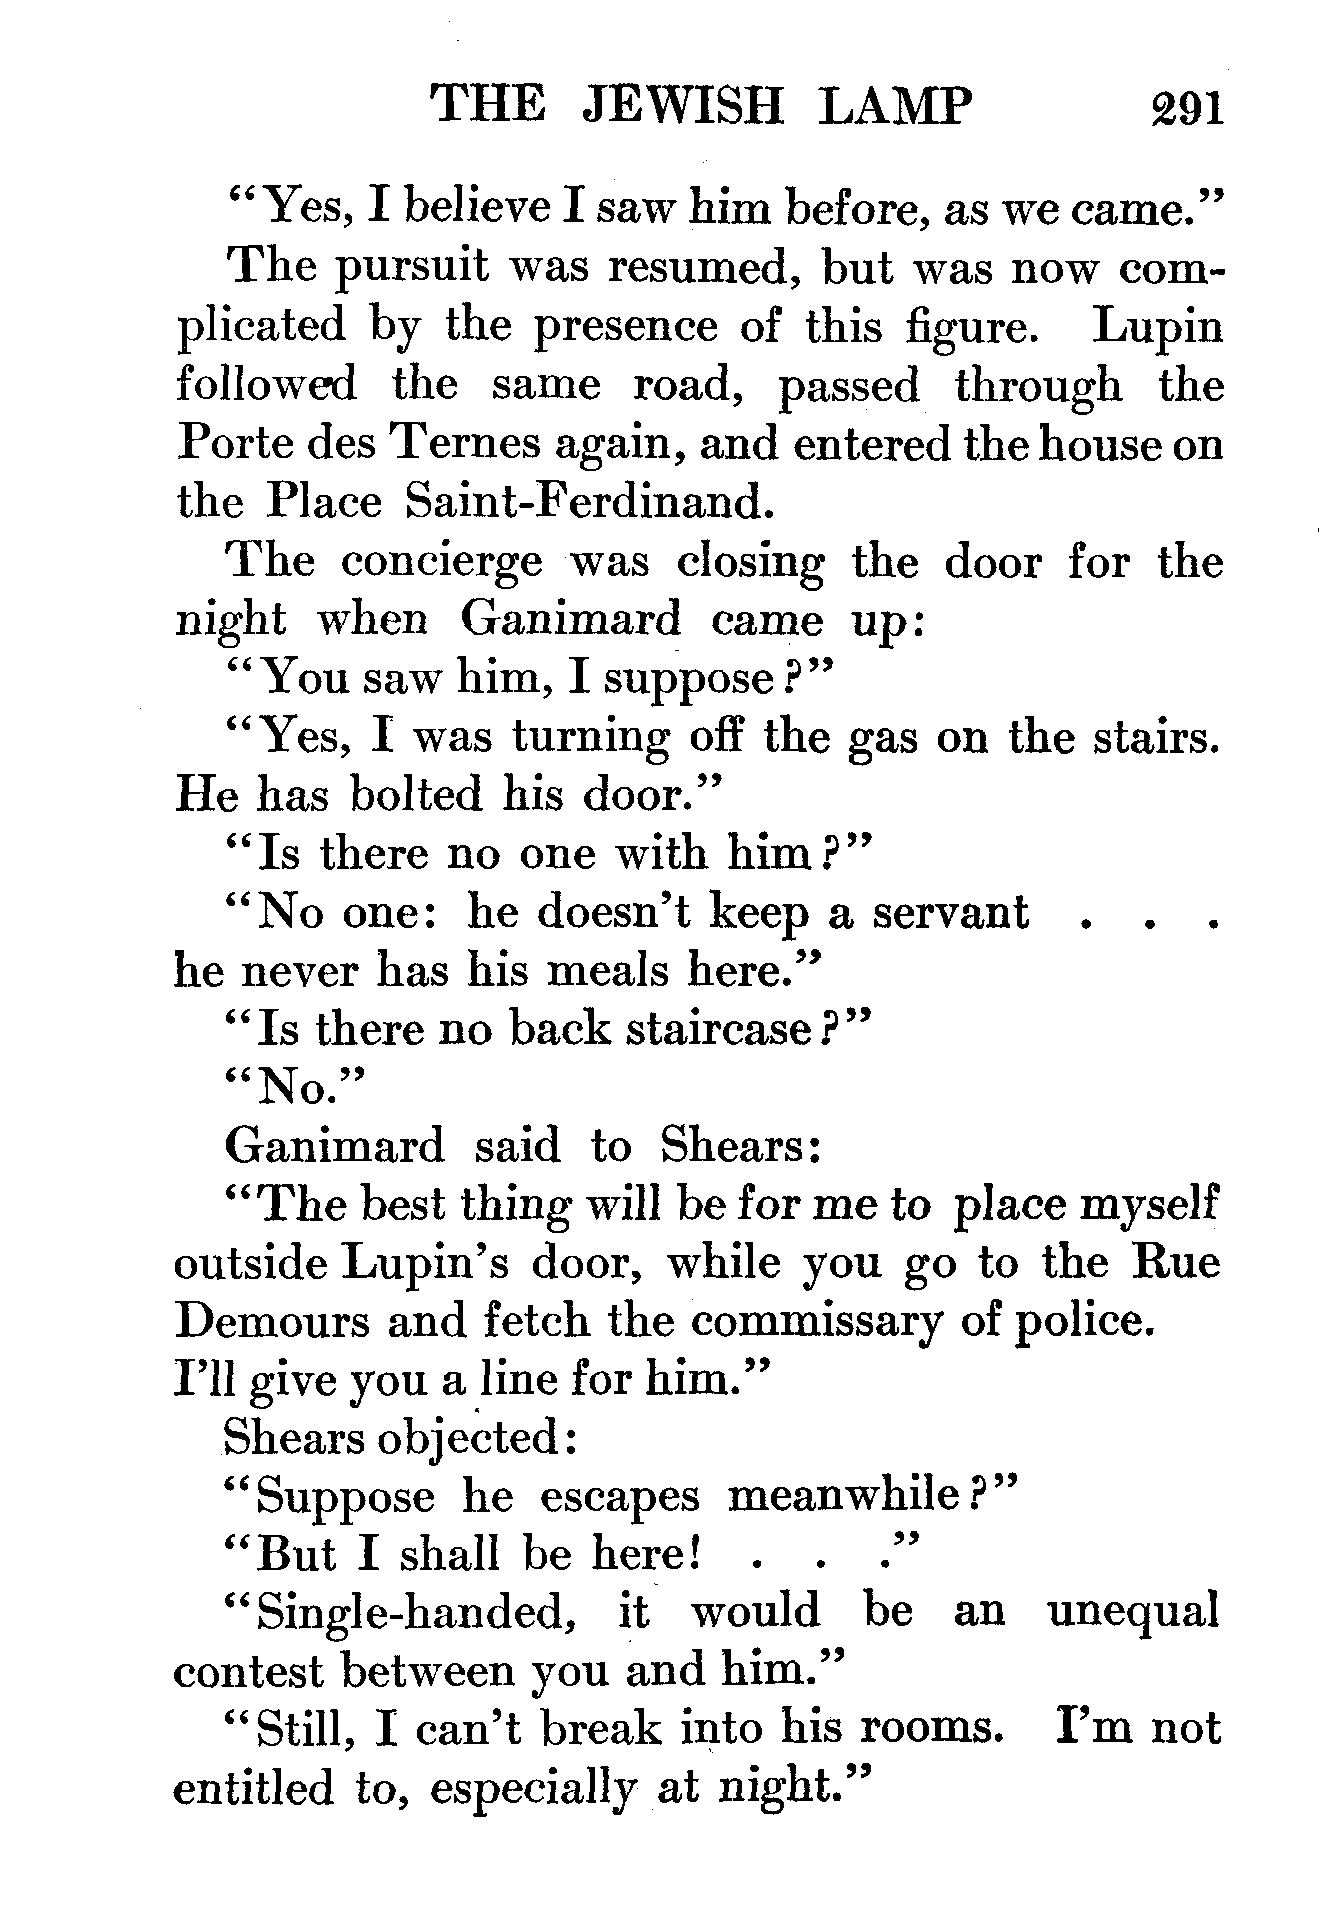 THE JEWISH LAMP 291
“Yes, I believe I saw him before, as we came.”
The pursuit was resumed, but was now com-
plicated by the presence of this figure. Lupin
followed the same road, passed through the
Porte des Ternes again, and entered the house on
the Place Saint-Ferdinand.
The concierge was closing the door for the
night when Ganimard came up:
“You saw him, I suppose?”
“Yes, I was turning off the gas on the stairs.
He has bolted his door.”
“Is there no one with him?”
“No one: he doesn’t keep a servant . . .
he never has his meals here.”
“Is there no back staircase?”
“No.”
Ganimard said to Shears:
“The best thing will be for me to place myself
outside Lupin’s door, while you go to the Rue
Demours and fetch the commissary of police.
I’ll give you a line for him.”
Shears objected:
“Suppose he escapes meanwhile?”
“But I shall be here! . . .”
“Single-handed, it would be an unequal
contest between you and him.”
“Still, I can’t break into his rooms. I’m not
entitled to, especially at night.”